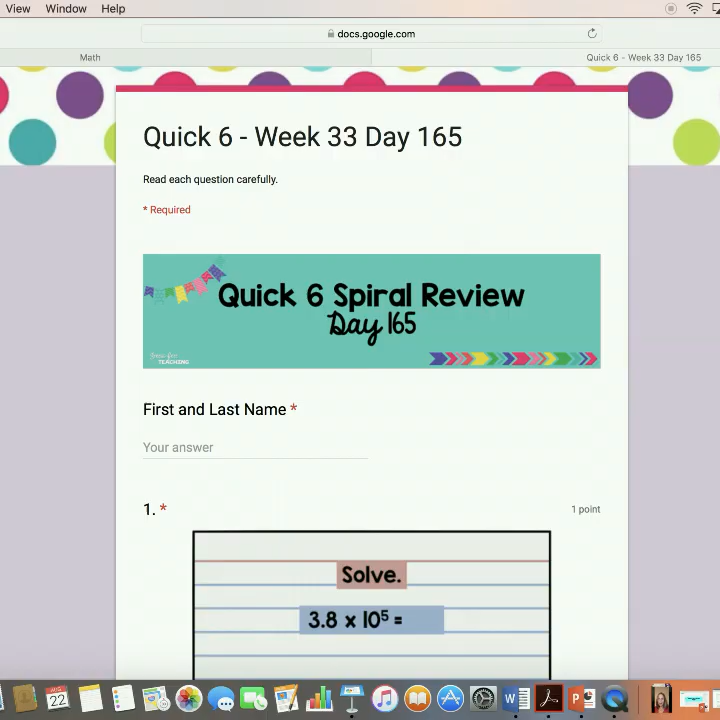 View Window Help
docs.google.com
Math Quick 6 - Week 33 Day 165
Quick 6 - Week 33 Day 165
Read each question carefully.
* Required
Quick 6 Spiral Review
Day 165
TEACHING
First and Last Name *
Your answer
1. * 1 point
Solve.
3.8 x 10⁵ =
22